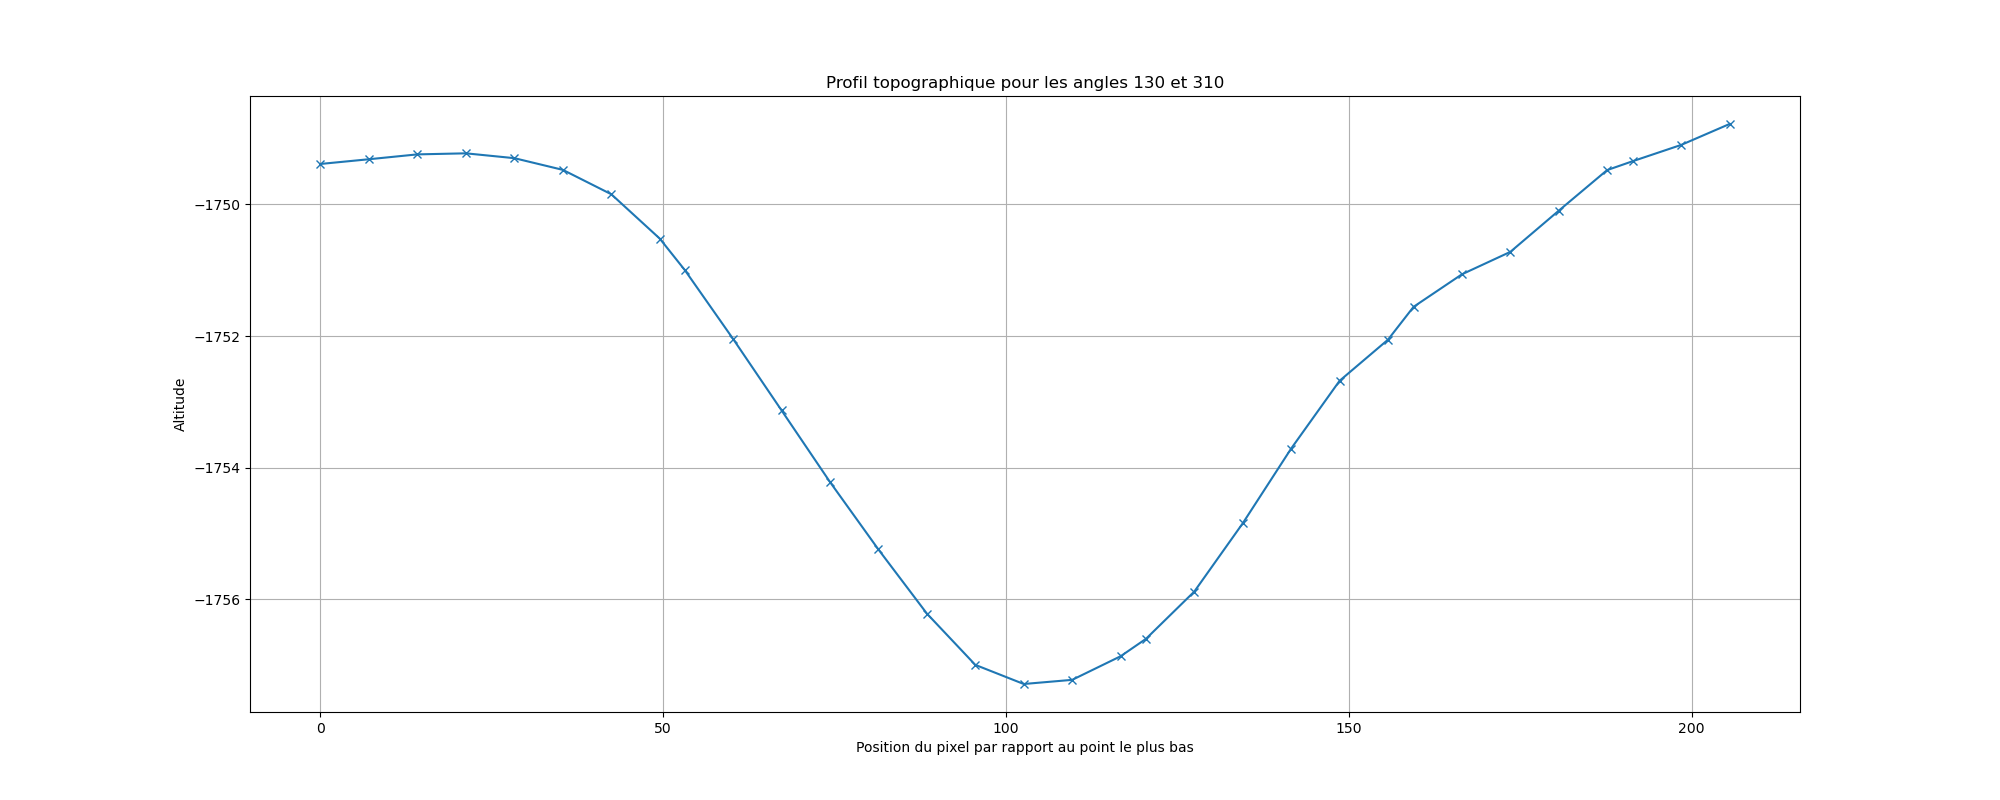 Profil topographique pour les angles 130 et 310
Altitude
−1750
−1752
−1754
−1756
0 50 100 150 200
Position du pixel par rapport au point le plus bas